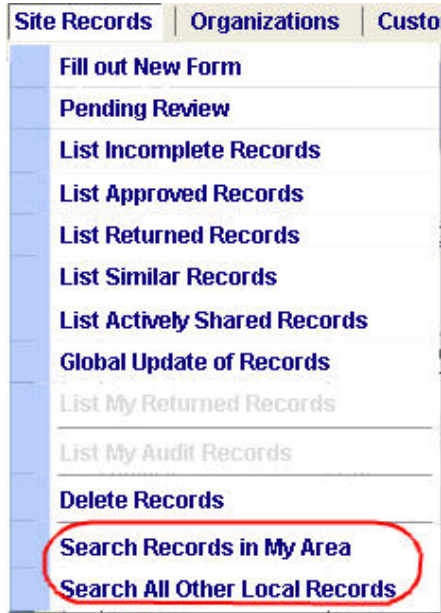 Site Records | Organizations | Custo
Fill out New Form
Pending Review
List Incomplete Records
List Approved Records
List Returned Records
List Similar Records
List Actively Shared Records
Global Update of Records
List My Returned Records
List My Audit Records
Delete Records
Search Records in My Area
Search All Other Local Records